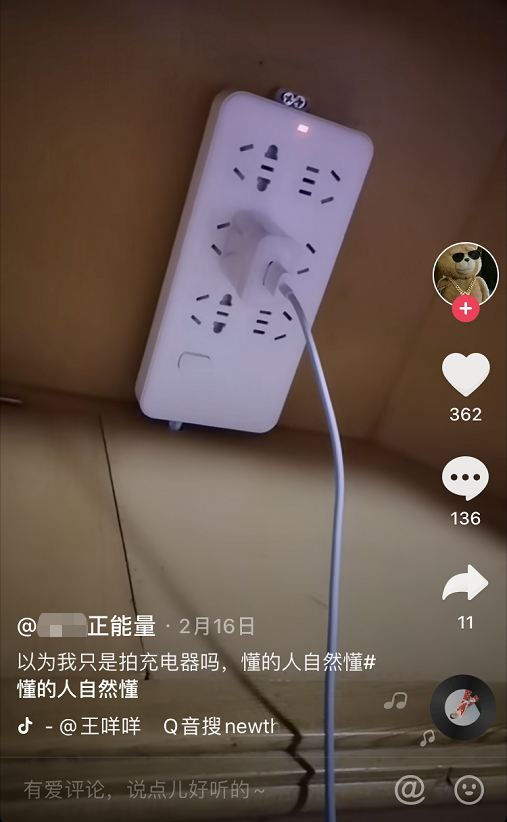 362
136
11
@正能量 · 2月16日
以为我只是拍充电器吗，懂的人自然懂#
懂的人自然懂
- @王咩咩 Q音搜newth
有爱评论，说点儿好听的~
@